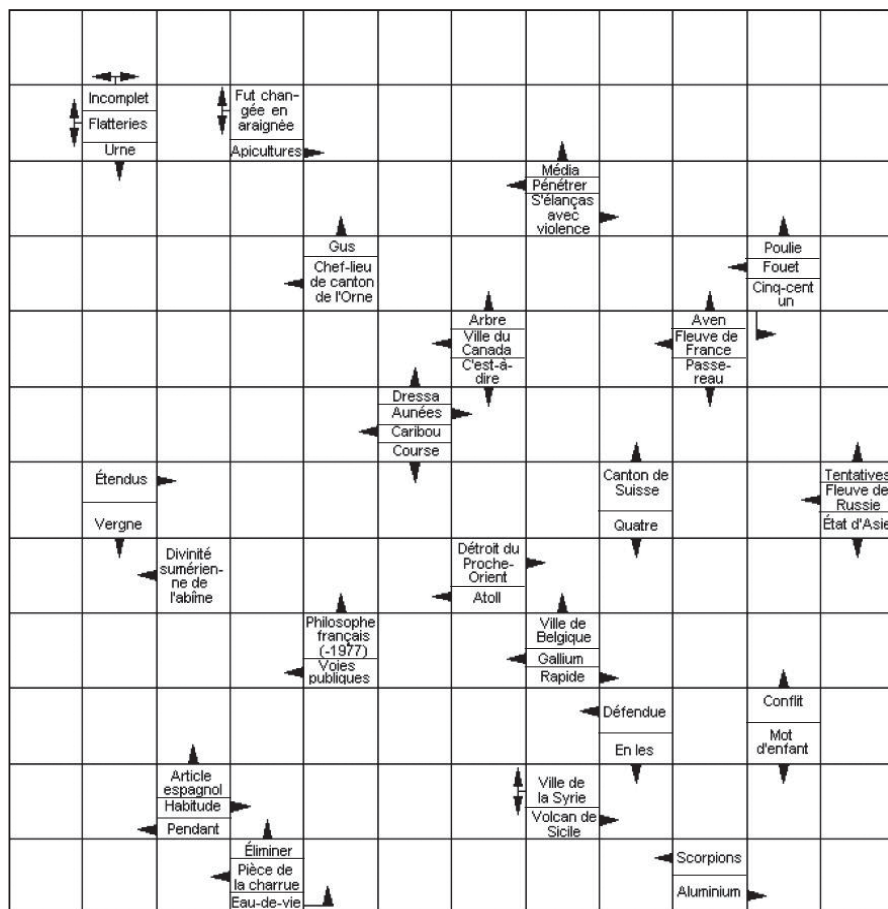 Incomplet
Flatteries
Urne
Fut chan-
gée en
araignée
Apicultures
Média
Pénétrer
S'élanças
avec
violence
Gus
Chef-lieu
de canton
de l'Orne
Poulie
Fouet
Cinq-cent
un
Arbre
Ville du
Canada
C'est-à-
dire
Aven
Fleuve de
France
Passe-
reau
Dressa
Aunées
Caribou
Course
Étendus
Vergne
Canton de
Suisse
Quatre
Tentatives
Fleuve de
Russie
État d'Asie
Divinité
sumérien-
ne de
l'abîme
Détroit du
Proche-
Orient
Atoll
Philosophe
français
(-1977)
Voies
publiques
Ville de
Belgique
Gallium
Rapide
Défendue
En les
Conflit
Mot
d'enfant
Article
espagnol
Habitude
Pendant
Ville de
la Syrie
Volcan de
Sicile
Éliminer
Pièce de
la charrue
Eau-de-vie
Scorpions
Aluminium